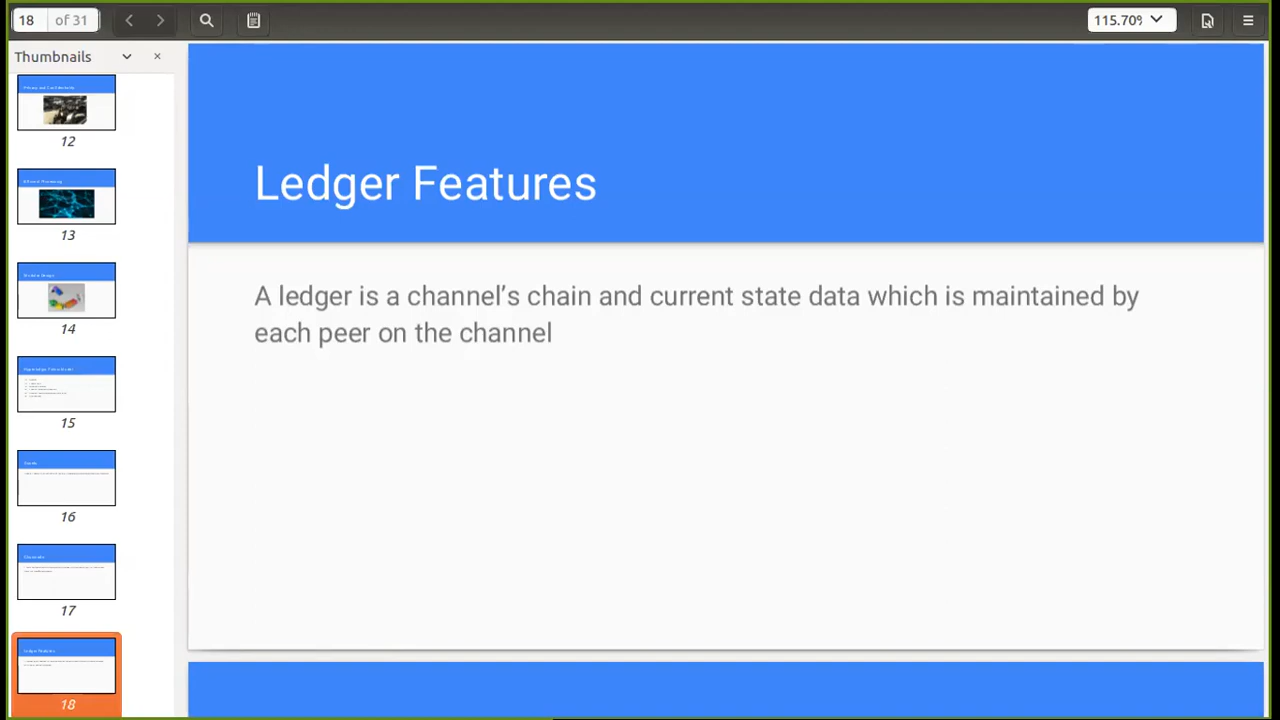 18 of 31
115.70%
Thumbnails
12
13
14
15
16
17
18
Ledger Features
A ledger is a channel’s chain and current state data which is maintained by
each peer on the channel